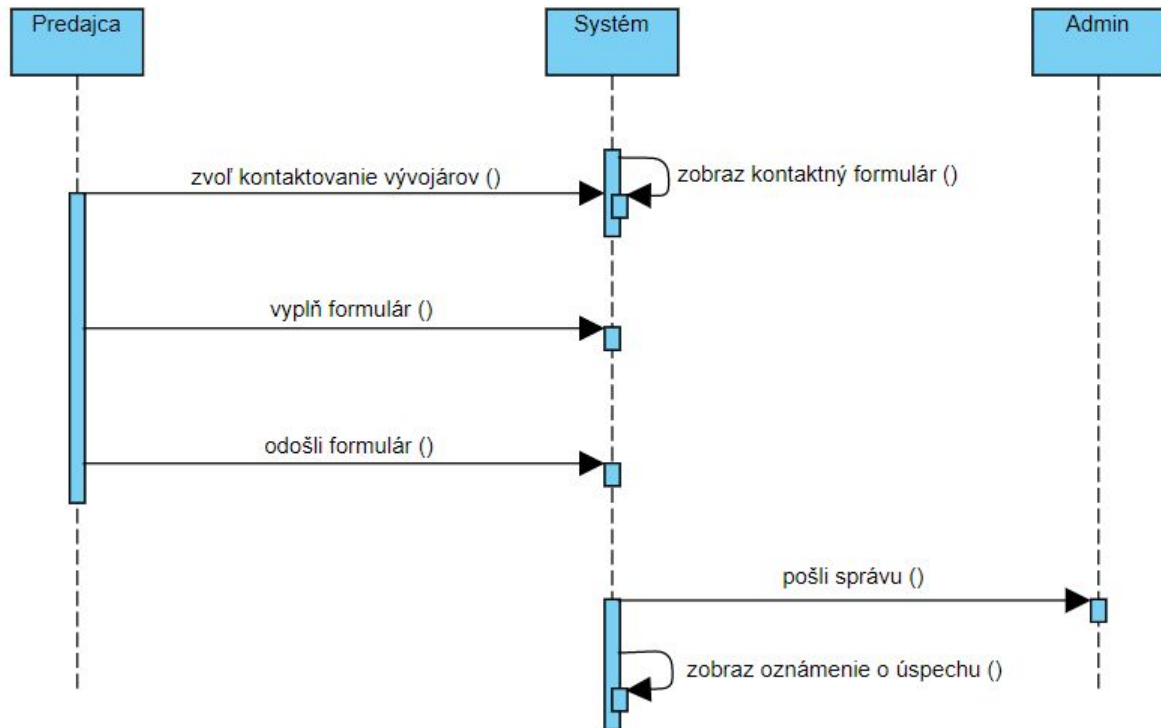 Predajca
Systém
Admin
zvoľ kontaktovanie vývojárov ()
zobraz kontaktný formulár ()
vyplň formulár ()
odošli formulár ()
pošli správu ()
zobraz oznámenie o úspechu ()